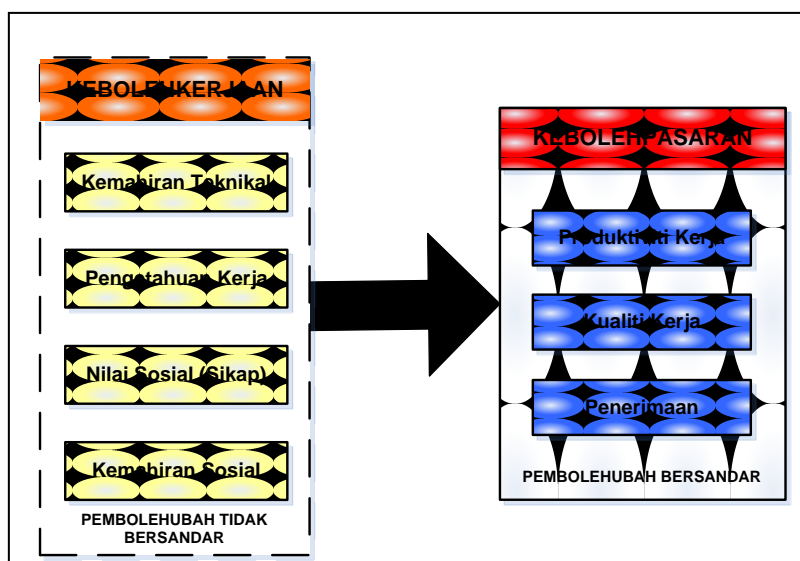 KEBOLEHKERJAAN
Kemahiran Teknikal
Pengetahuan Kerja
Nilai Sosial (Sikap)
Kemahiran Sosial
PEMBOLEHUBAH TIDAK
BERSANDAR
KEBOLEHPASARAN
Produktiviti Kerja
Kualiti Kerja
Penerimaan
PEMBOLEHUBAH BERSANDAR